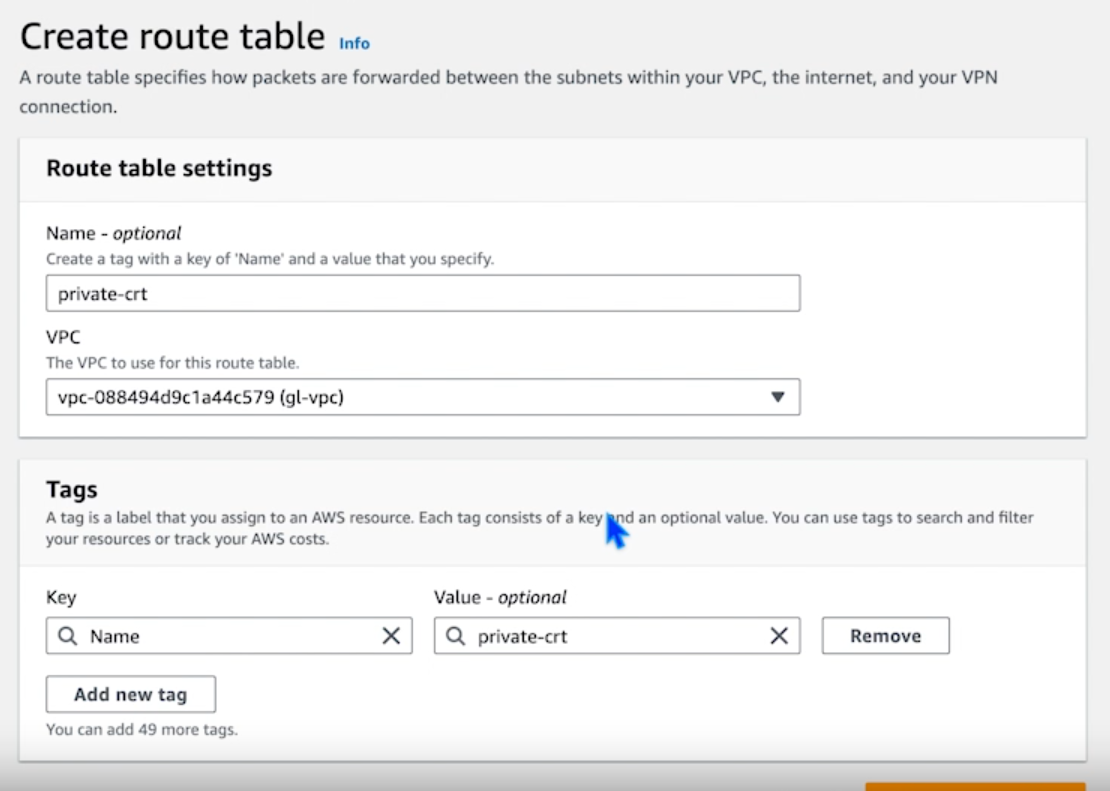 Create route table Info
A route table specifies how packets are forwarded between the subnets within your VPC, the internet, and your VPN
connection.
Route table settings
Name - optional
Create a tag with a key of 'Name' and a value that you specify.
private-crt
VPC
The VPC to use for this route table.
vpc-088494d9c1a44c579 (gl-vpc)
Tags
A tag is a label that you assign to an AWS resource. Each tag consists of a key and an optional value. You can use tags to search and filter
your resources or track your AWS costs.
Key
Value - optional
Name
private-crt
Remove
Add new tag
You can add 49 more tags.